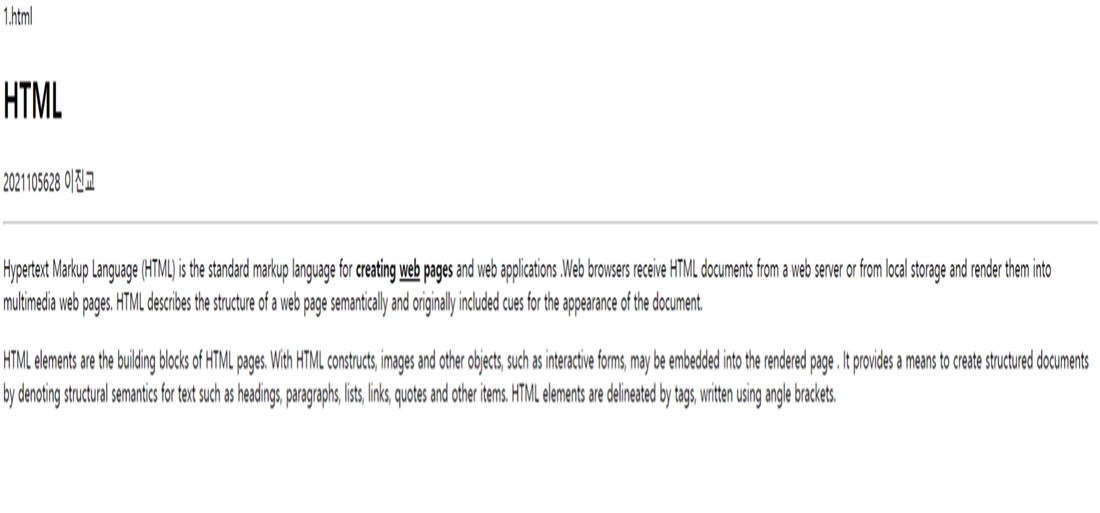 1.html
HTML
2021105628 이진교
Hypertext Markup Language (HTML) is the standard markup language for creating web pages and web applications .Web browsers receive HTML documents from a web server or from local storage and render them into
multimedia web pages. HTML describes the structure of a web page semantically and originally included cues for the appearance of the document.
HTML elements are the building blocks of HTML pages. With HTML constructs, images and other objects, such as interactive forms, may be embedded into the rendered page . It provides a means to create structured documents
by denoting structural semantics for text such as headings, paragraphs, lists, links, quotes and other items. HTML elements are delineated by tags, written using angle brackets.